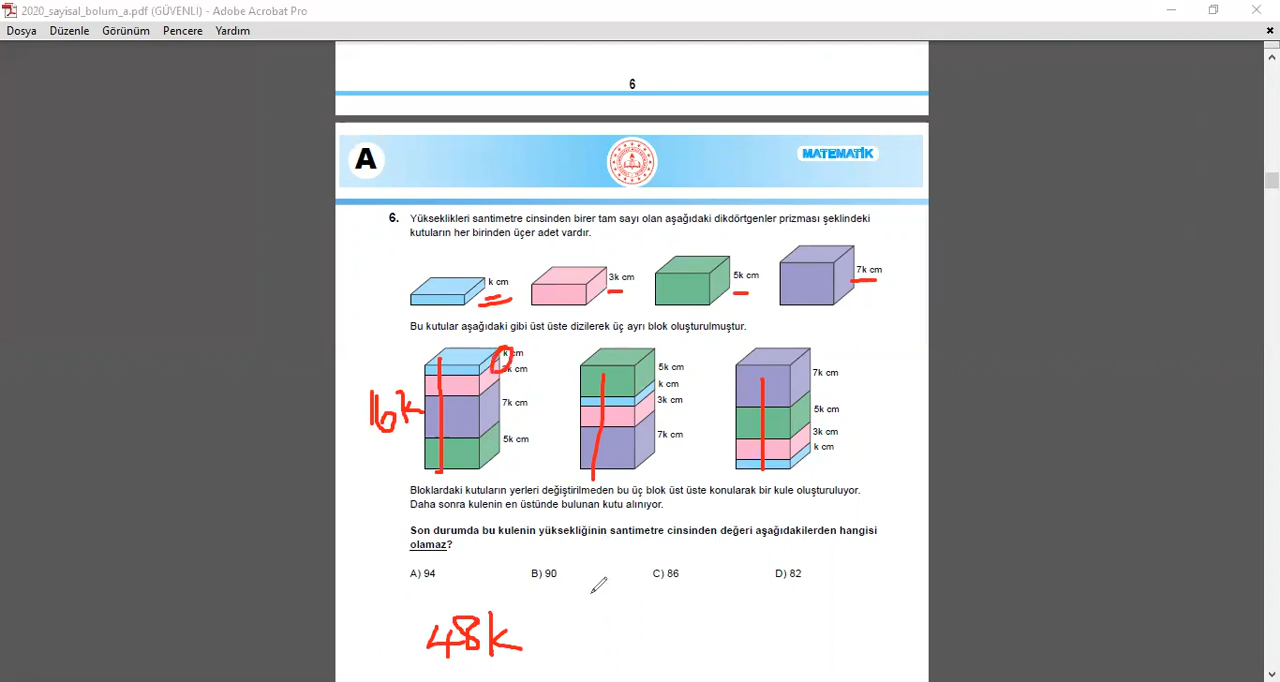 2020_sayisal_bolum_a.pdf (GÜVENLİ) - Adobe Acrobat Pro
Dosya Düzenle Görünüm Pencere Yardım
6
A
MATEMATİK
6. Yükseklikleri santimetre cinsinden birer tam sayı olan aşağıdaki dikdörtgenler prizması şeklindeki
kutuların her birinden üçer adet vardır.
k cm
3k cm
5k cm
7k cm
Bu kutular aşağıdaki gibi üst üste dizilerek üç ayrı blok oluşturulmuştur.
k cm
3k cm
7k cm
5k cm
16k
5k cm
k cm
3k cm
7k cm
7k cm
5k cm
3k cm
k cm
Bloklardaki kutuların yerleri değiştirilmeden bu üç blok üst üste konularak bir kule oluşturuluyor.
Daha sonra kulenin en üstünde bulunan kutu alınıyor.
Son durumda bu kulenin yüksekliğinin santimetre cinsinden değeri aşağıdakilerden hangisi
olamaz?
A) 94 B) 90 C) 86 D) 82
48k